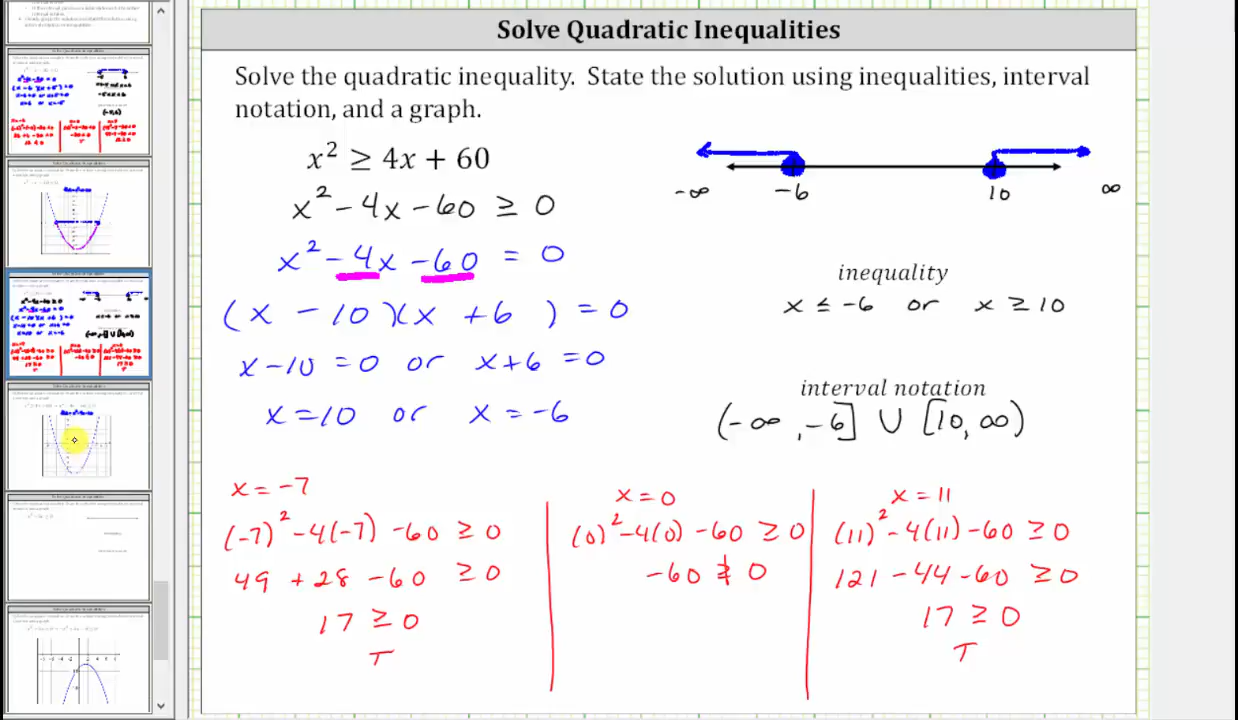 Solve Quadratic Inequalities
Solve the quadratic inequality. State the solution using inequalities, interval
notation, and a graph.
x² ≥ 4x + 60
x² - 4x - 60 ≥ 0
x² - 4x - 60 = 0
(x - 10)(x + 6) = 0
x - 10 = 0 or x + 6 = 0
x = 10 or x = -6
-∞ -6 10 ∞
inequality
x ≤ -6 or x ≥ 10
interval notation
(-∞, -6] ∪ [10, ∞)
x = -7
(-7)² - 4(-7) - 60 ≥ 0
49 + 28 - 60 ≥ 0
17 ≥ 0
T
x = 0
(0)² - 4(0) - 60 ≥ 0
-60 ≱ 0
x = 11
(11)² - 4(11) - 60 ≥ 0
121 - 44 - 60 ≥ 0
17 ≥ 0
T